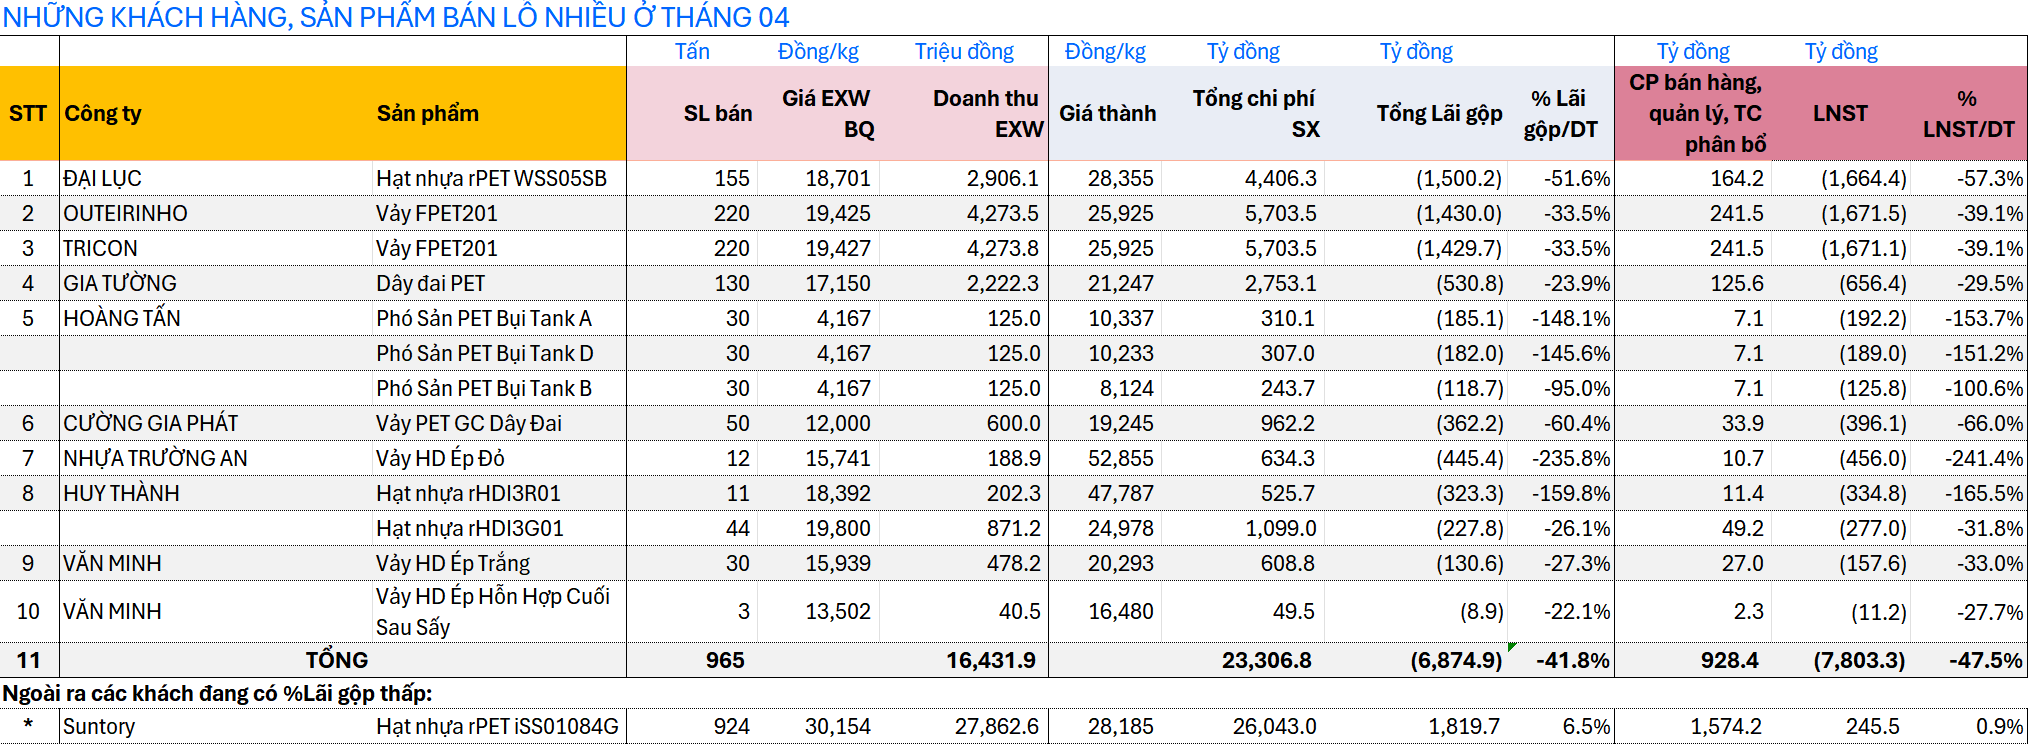 NHỮNG KHÁCH HÀNG, SẢN PHẨM BÁN LÔ NHIỀU Ở THÁNG 04
Tấn Đồng/kg Triệu đồng Đồng/kg Tỷ đồng Tỷ đồng Tỷ đồng Tỷ đồng
STT Công ty Sản phẩm SL bán Giá EXW BQ Doanh thu EXW Giá thành Tổng chi phí SX Tổng Lãi gộp % Lãi gộp/DT CP bán hàng, quản lý, TC phân bổ LNST % LNST/DT
1 ĐẠI LỤC Hạt nhựa rPET WSS05SB 155 18,701 2,906.1 28,355 4,406.3 (1,500.2) -51.6% 164.2 (1,664.4) -57.3%
2 OUTEIRINHO Vảy FPET201 220 19,425 4,273.5 25,925 5,703.5 (1,430.0) -33.5% 241.5 (1,671.5) -39.1%
3 TRICON Vảy FPET201 220 19,427 4,273.8 25,925 5,703.5 (1,429.7) -33.5% 241.5 (1,671.1) -39.1%
4 GIA TƯỜNG Dây đai PET 130 17,150 2,222.3 21,247 2,753.1 (530.8) -23.9% 125.6 (656.4) -29.5%
5 HOÀNG TẤN Phó Sản PET Bụi Tank A 30 4,167 125.0 10,337 310.1 (185.1) -148.1% 7.1 (192.2) -153.7%
Phó Sản PET Bụi Tank D 30 4,167 125.0 10,233 307.0 (182.0) -145.6% 7.1 (189.0) -151.2%
Phó Sản PET Bụi Tank B 30 4,167 125.0 8,124 243.7 (118.7) -95.0% 7.1 (125.8) -100.6%
6 CƯỜNG GIA PHÁT Vảy PET GC Dây Đai 50 12,000 600.0 19,245 962.2 (362.2) -60.4% 33.9 (396.1) -66.0%
7 NHỰA TRƯỜNG AN Vảy HD Ép Đỏ 12 15,741 188.9 52,855 634.3 (445.4) -235.8% 10.7 (456.0) -241.4%
8 HUY THÀNH Hạt nhựa rHDI3R01 11 18,392 202.3 47,787 525.7 (323.3) -159.8% 11.4 (334.8) -165.5%
Hạt nhựa rHDI3G01 44 19,800 871.2 24,978 1,099.0 (227.8) -26.1% 49.2 (277.0) -31.8%
9 VĂN MINH Vảy HD Ép Trắng 30 15,939 478.2 20,293 608.8 (130.6) -27.3% 27.0 (157.6) -33.0%
10 VĂN MINH Vảy HD Ép Hỗn Hợp Cuối Sau Sấy 3 13,502 40.5 16,480 49.5 (8.9) -22.1% 2.3 (11.2) -27.7%
11 TỔNG 965 16,431.9 23,306.8 (6,874.9) -41.8% 928.4 (7,803.3) -47.5%
Ngoài ra các khách đang có %Lãi gộp thấp:
* Suntory Hạt nhựa rPET iSS01084G 924 30,154 27,862.6 28,185 26,043.0 1,819.7 6.5% 1,574.2 245.5 0.9%